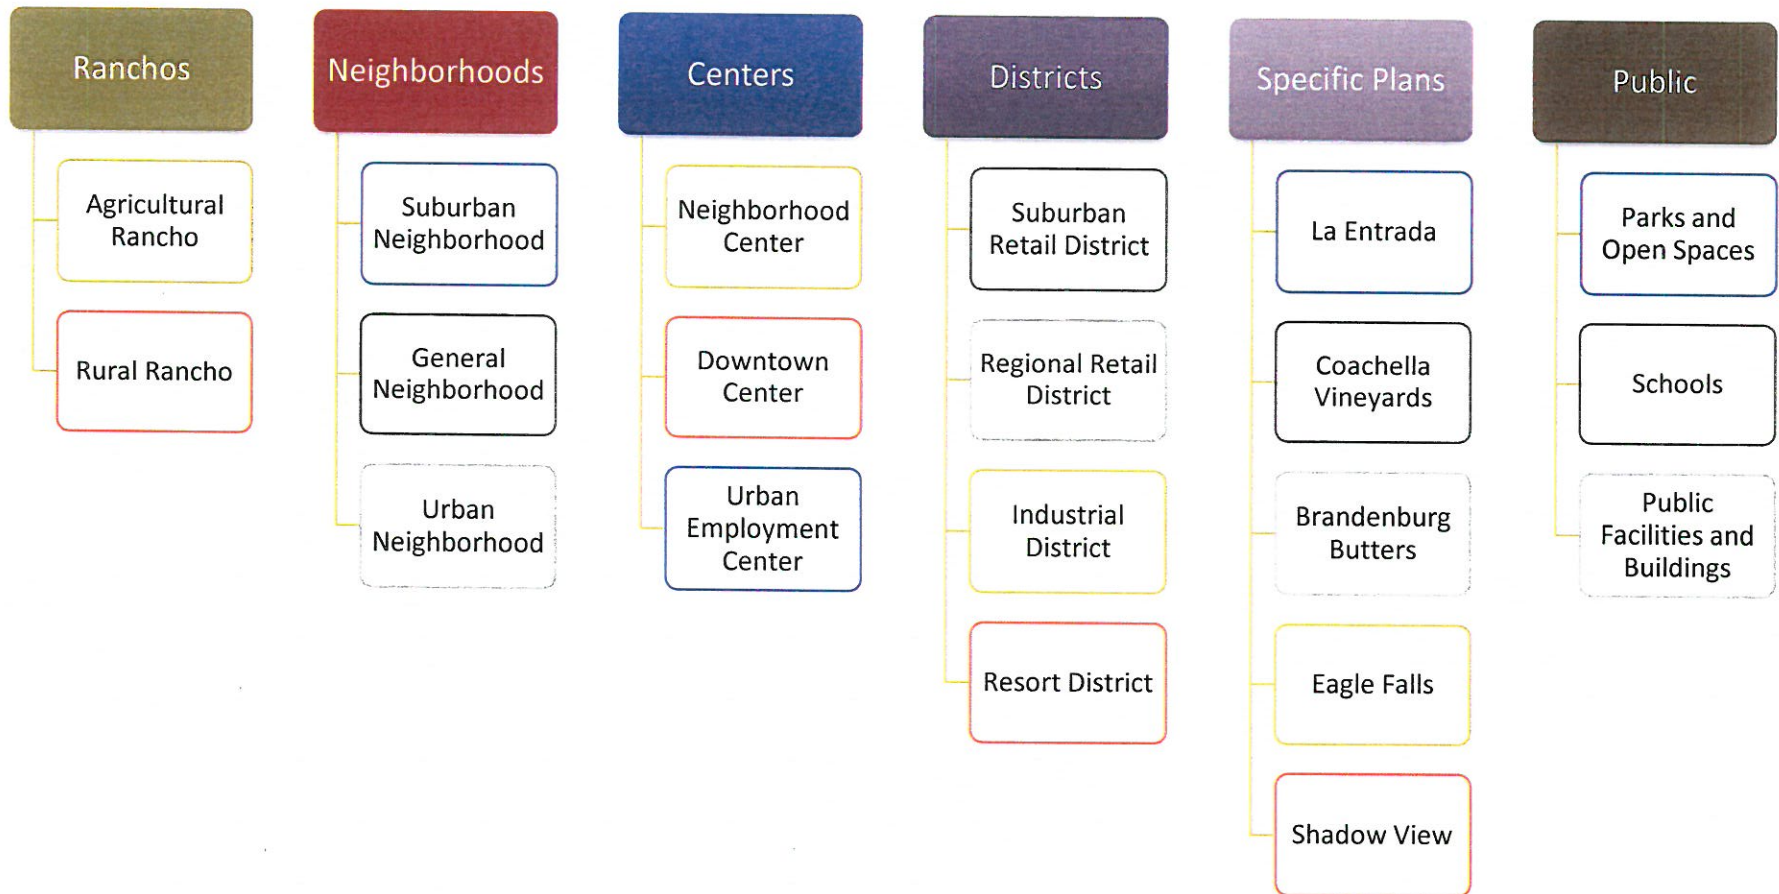 Ranchos
Agricultural
Rancho
Rural Rancho
Neighborhoods
Suburban
Neighborhood
General
Neighborhood
Urban
Neighborhood
Centers
Neighborhood
Center
Downtown
Center
Urban
Employment
Center
Districts
Suburban
Retail District
Regional Retail
District
Industrial
District
Resort District
Specific Plans
La Entrada
Coachella
Vineyards
Brandenburg
Butters
Eagle Falls
Shadow View
Public
Parks and
Open Spaces
Schools
Public
Facilities and
Buildings